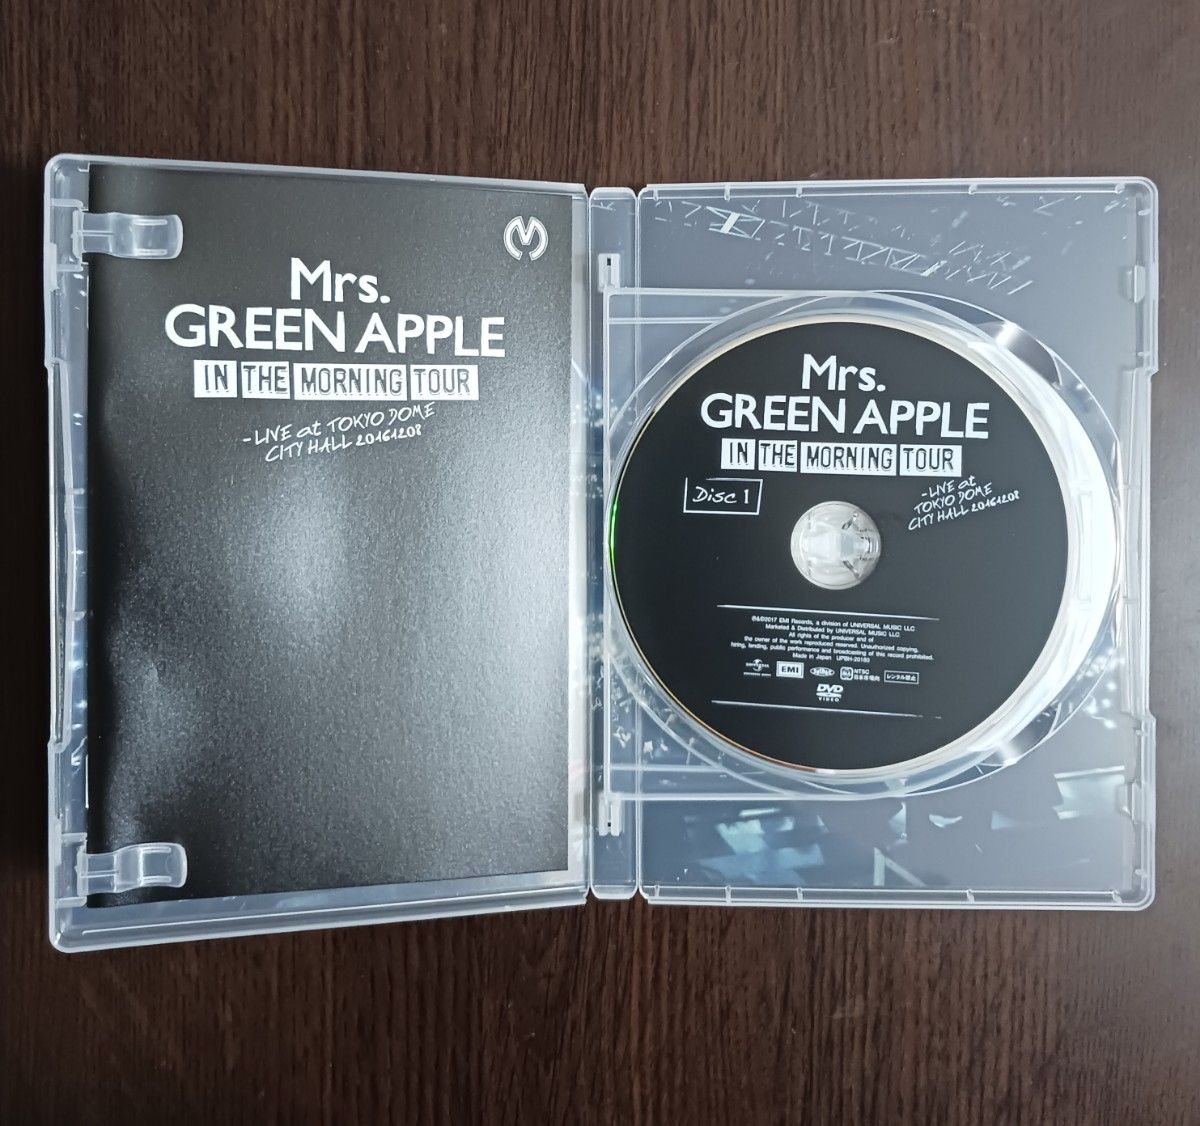 Mrs.
GREEN APPLE
IN THE MORNING TOUR
-LIVE at TOKYO DOME
CITY HALL 20161208
Mrs.
GREEN APPLE
IN THE MORNING TOUR
Disc 1
-LIVE at
TOKYO DOME
CITY HALL 20161208
℗&©2017 EMI Records, a division of UNIVERSAL MUSIC LLC
Marketed & Distributed by UNIVERSAL MUSIC LLC
All rights of the producer and of
the owner of the work reproduced reserved. Unauthorized copying,
hiring, lending, public performance and broadcasting of this record prohibited.
Made in Japan UPBH-20180
UNIVERSAL
EMI
NTSC
日本市場向
レンタル禁止
DVD
VIDEO